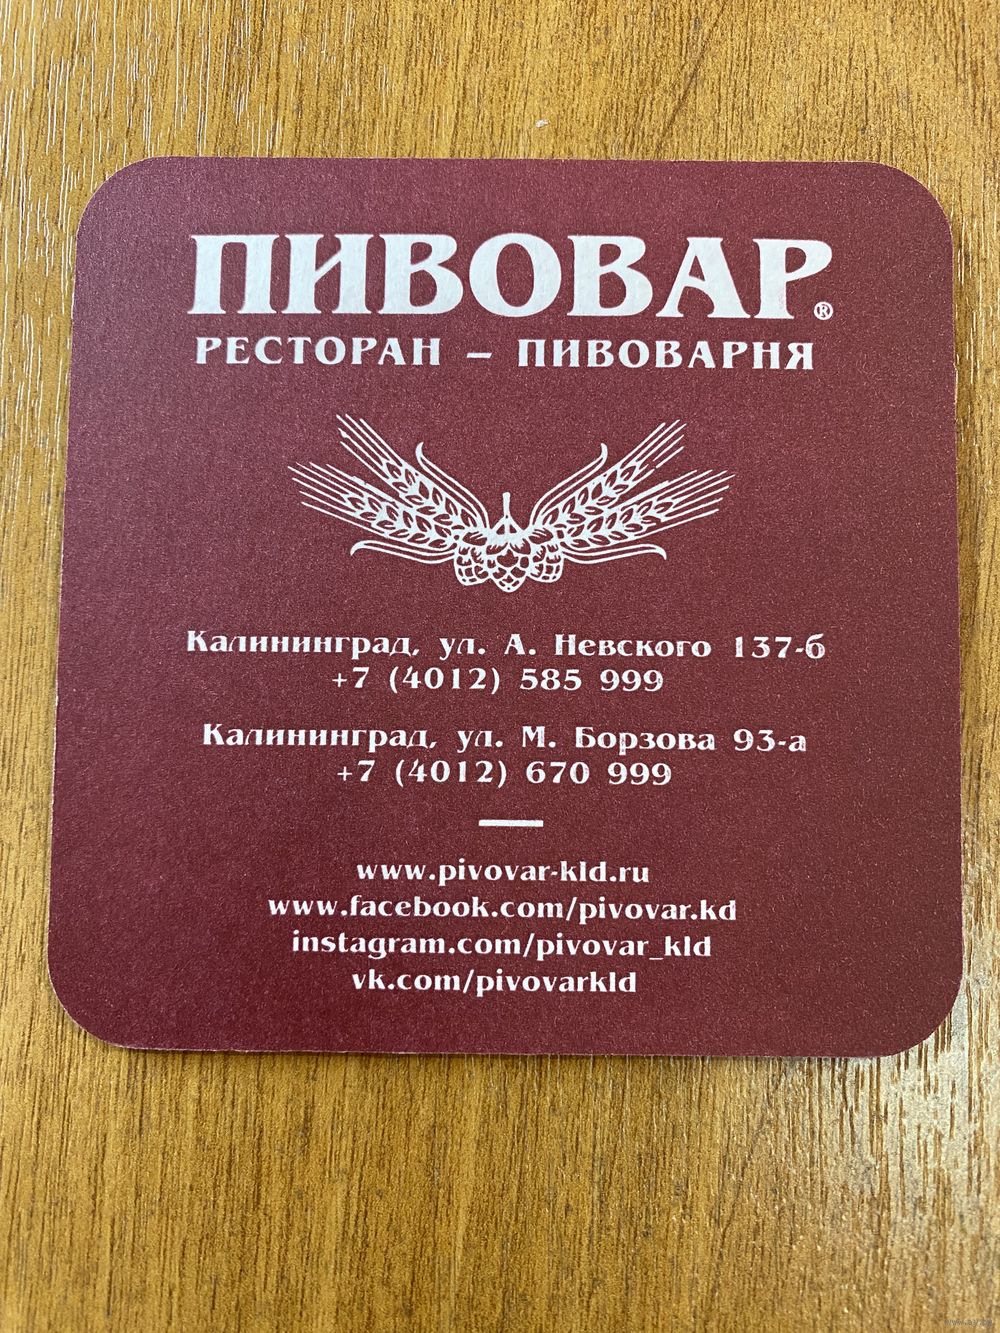 ПИВОВАР®
РЕСТОРАН – ПИВОВАРНЯ
Калининград, ул. А. Невского 137-б
+7 (4012) 585 999
Калининград, ул. М. Борзова 93-а
+7 (4012) 670 999
www.pivovar-kld.ru
www.facebook.com/pivovar.kd
instagram.com/pivovar_kld
vk.com/pivovarkld